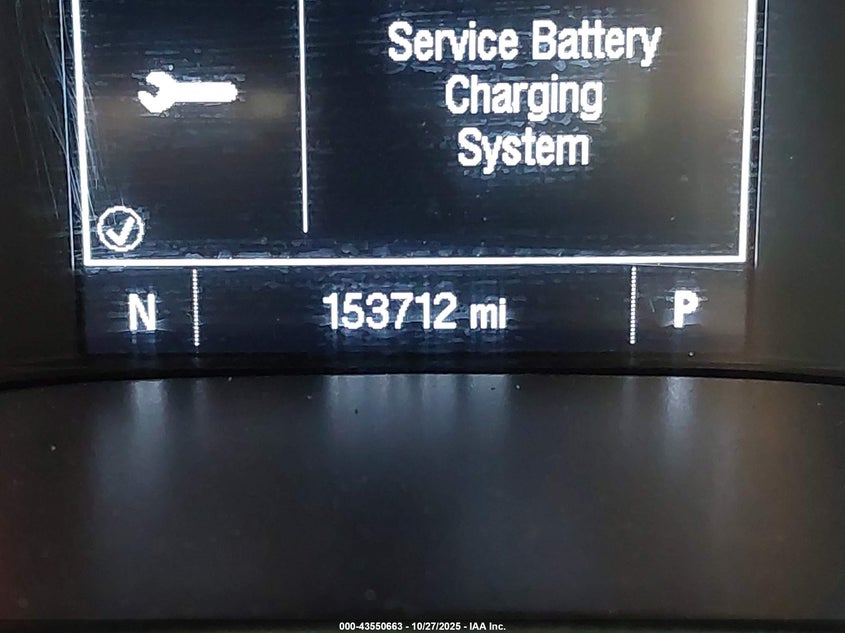 Service Battery
Charging
System
N 153712 mi P
000-43550663 - 10/27/2025 - IAA Inc.